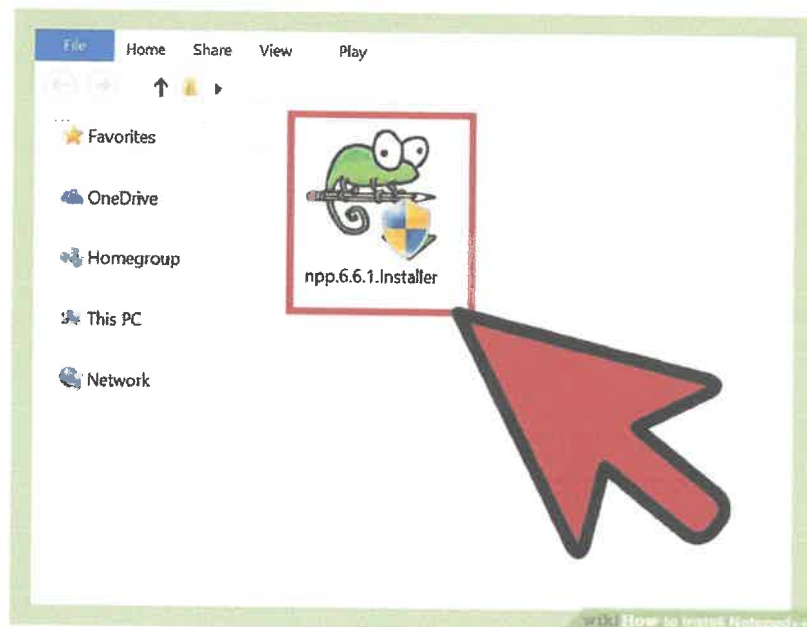 File Home Share View Play
Favorites
OneDrive
Homegroup
This PC
Network
npp.6.6.1.Installer
wiki How to Install Notepad++